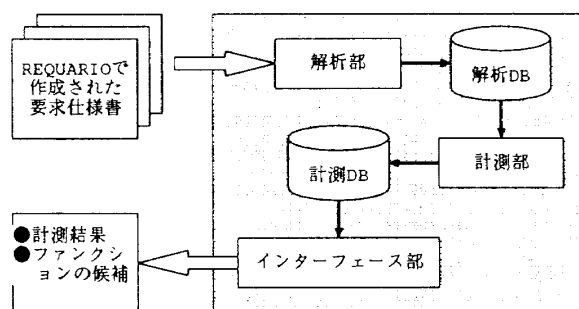 REQUARIOで
作成された
要求仕様書
解析部
解析DB
計測DB
計測部
●計測結果
●ファンクシ
ョンの候補
インターフェース部